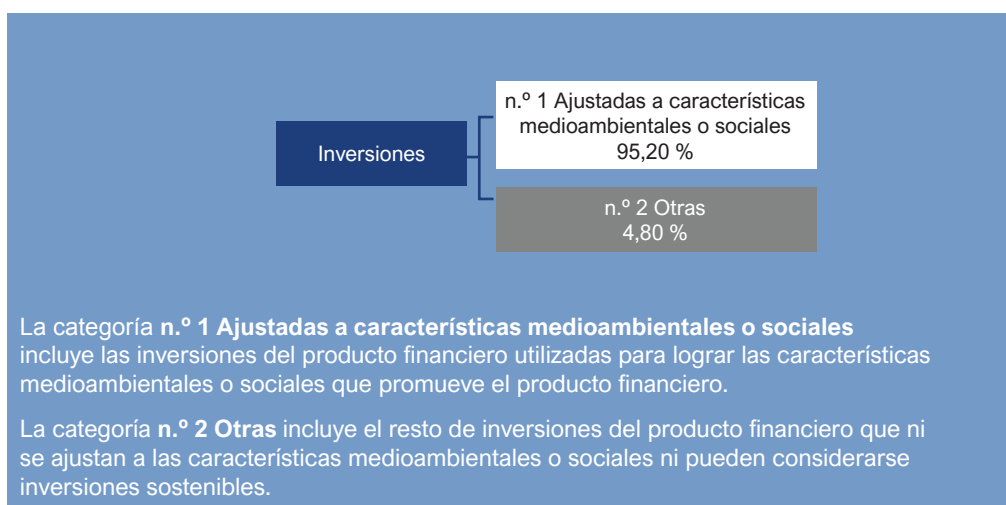 Inversiones
n.º 1 Ajustadas a características
medioambientales o sociales
95,20 %
n.º 2 Otras
4,80 %
La categoría n.º 1 Ajustadas a características medioambientales o sociales
incluye las inversiones del producto financiero utilizadas para lograr las características
medioambientales o sociales que promueve el producto financiero.
La categoría n.º 2 Otras incluye el resto de inversiones del producto financiero que ni
se ajustan a las características medioambientales o sociales ni pueden considerarse
inversiones sostenibles.